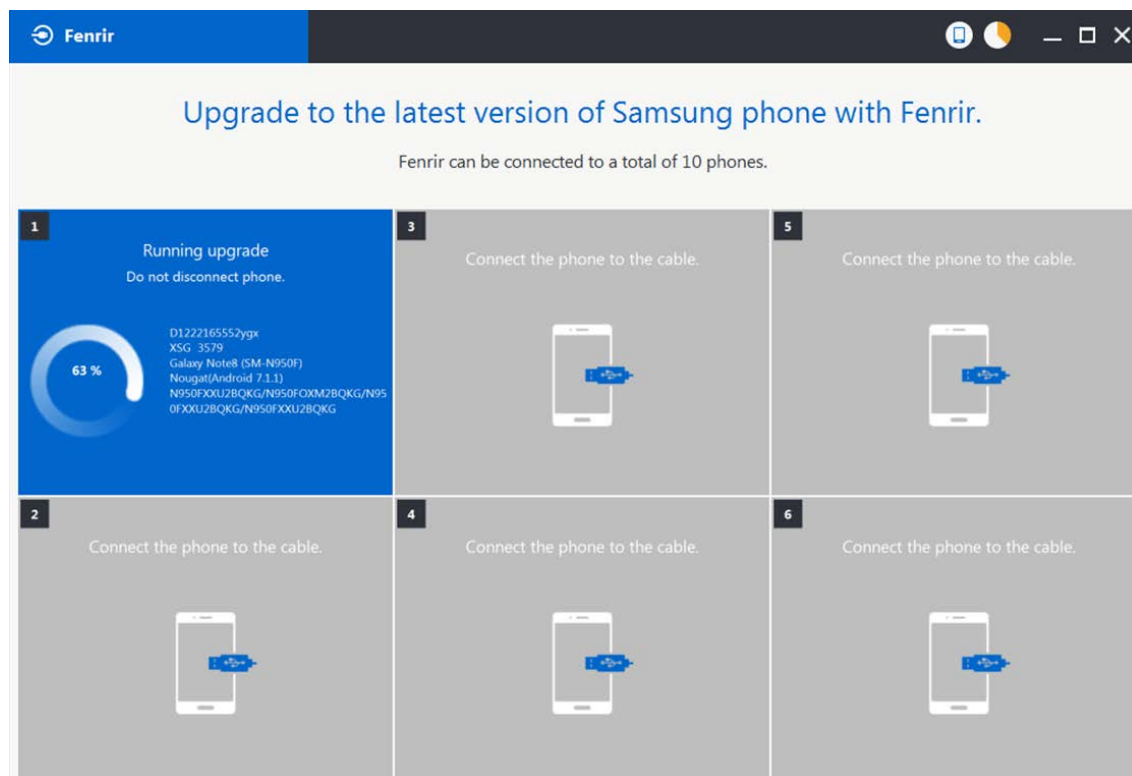 Fenrir
Upgrade to the latest version of Samsung phone with Fenrir.
Fenrir can be connected to a total of 10 phones.
1
Running upgrade
Do not disconnect phone.
63 %
D1222165552ygx
XSG 3579
Galaxy Note8 (SM-N950F)
Nougat(Android 7.1.1)
N950FXXU2BQKG/N950FOXM2BQKG/N95
0FXXU2BQKG/N950FXXU2BQKG
3
Connect the phone to the cable.
5
Connect the phone to the cable.
2
Connect the phone to the cable.
4
Connect the phone to the cable.
6
Connect the phone to the cable.